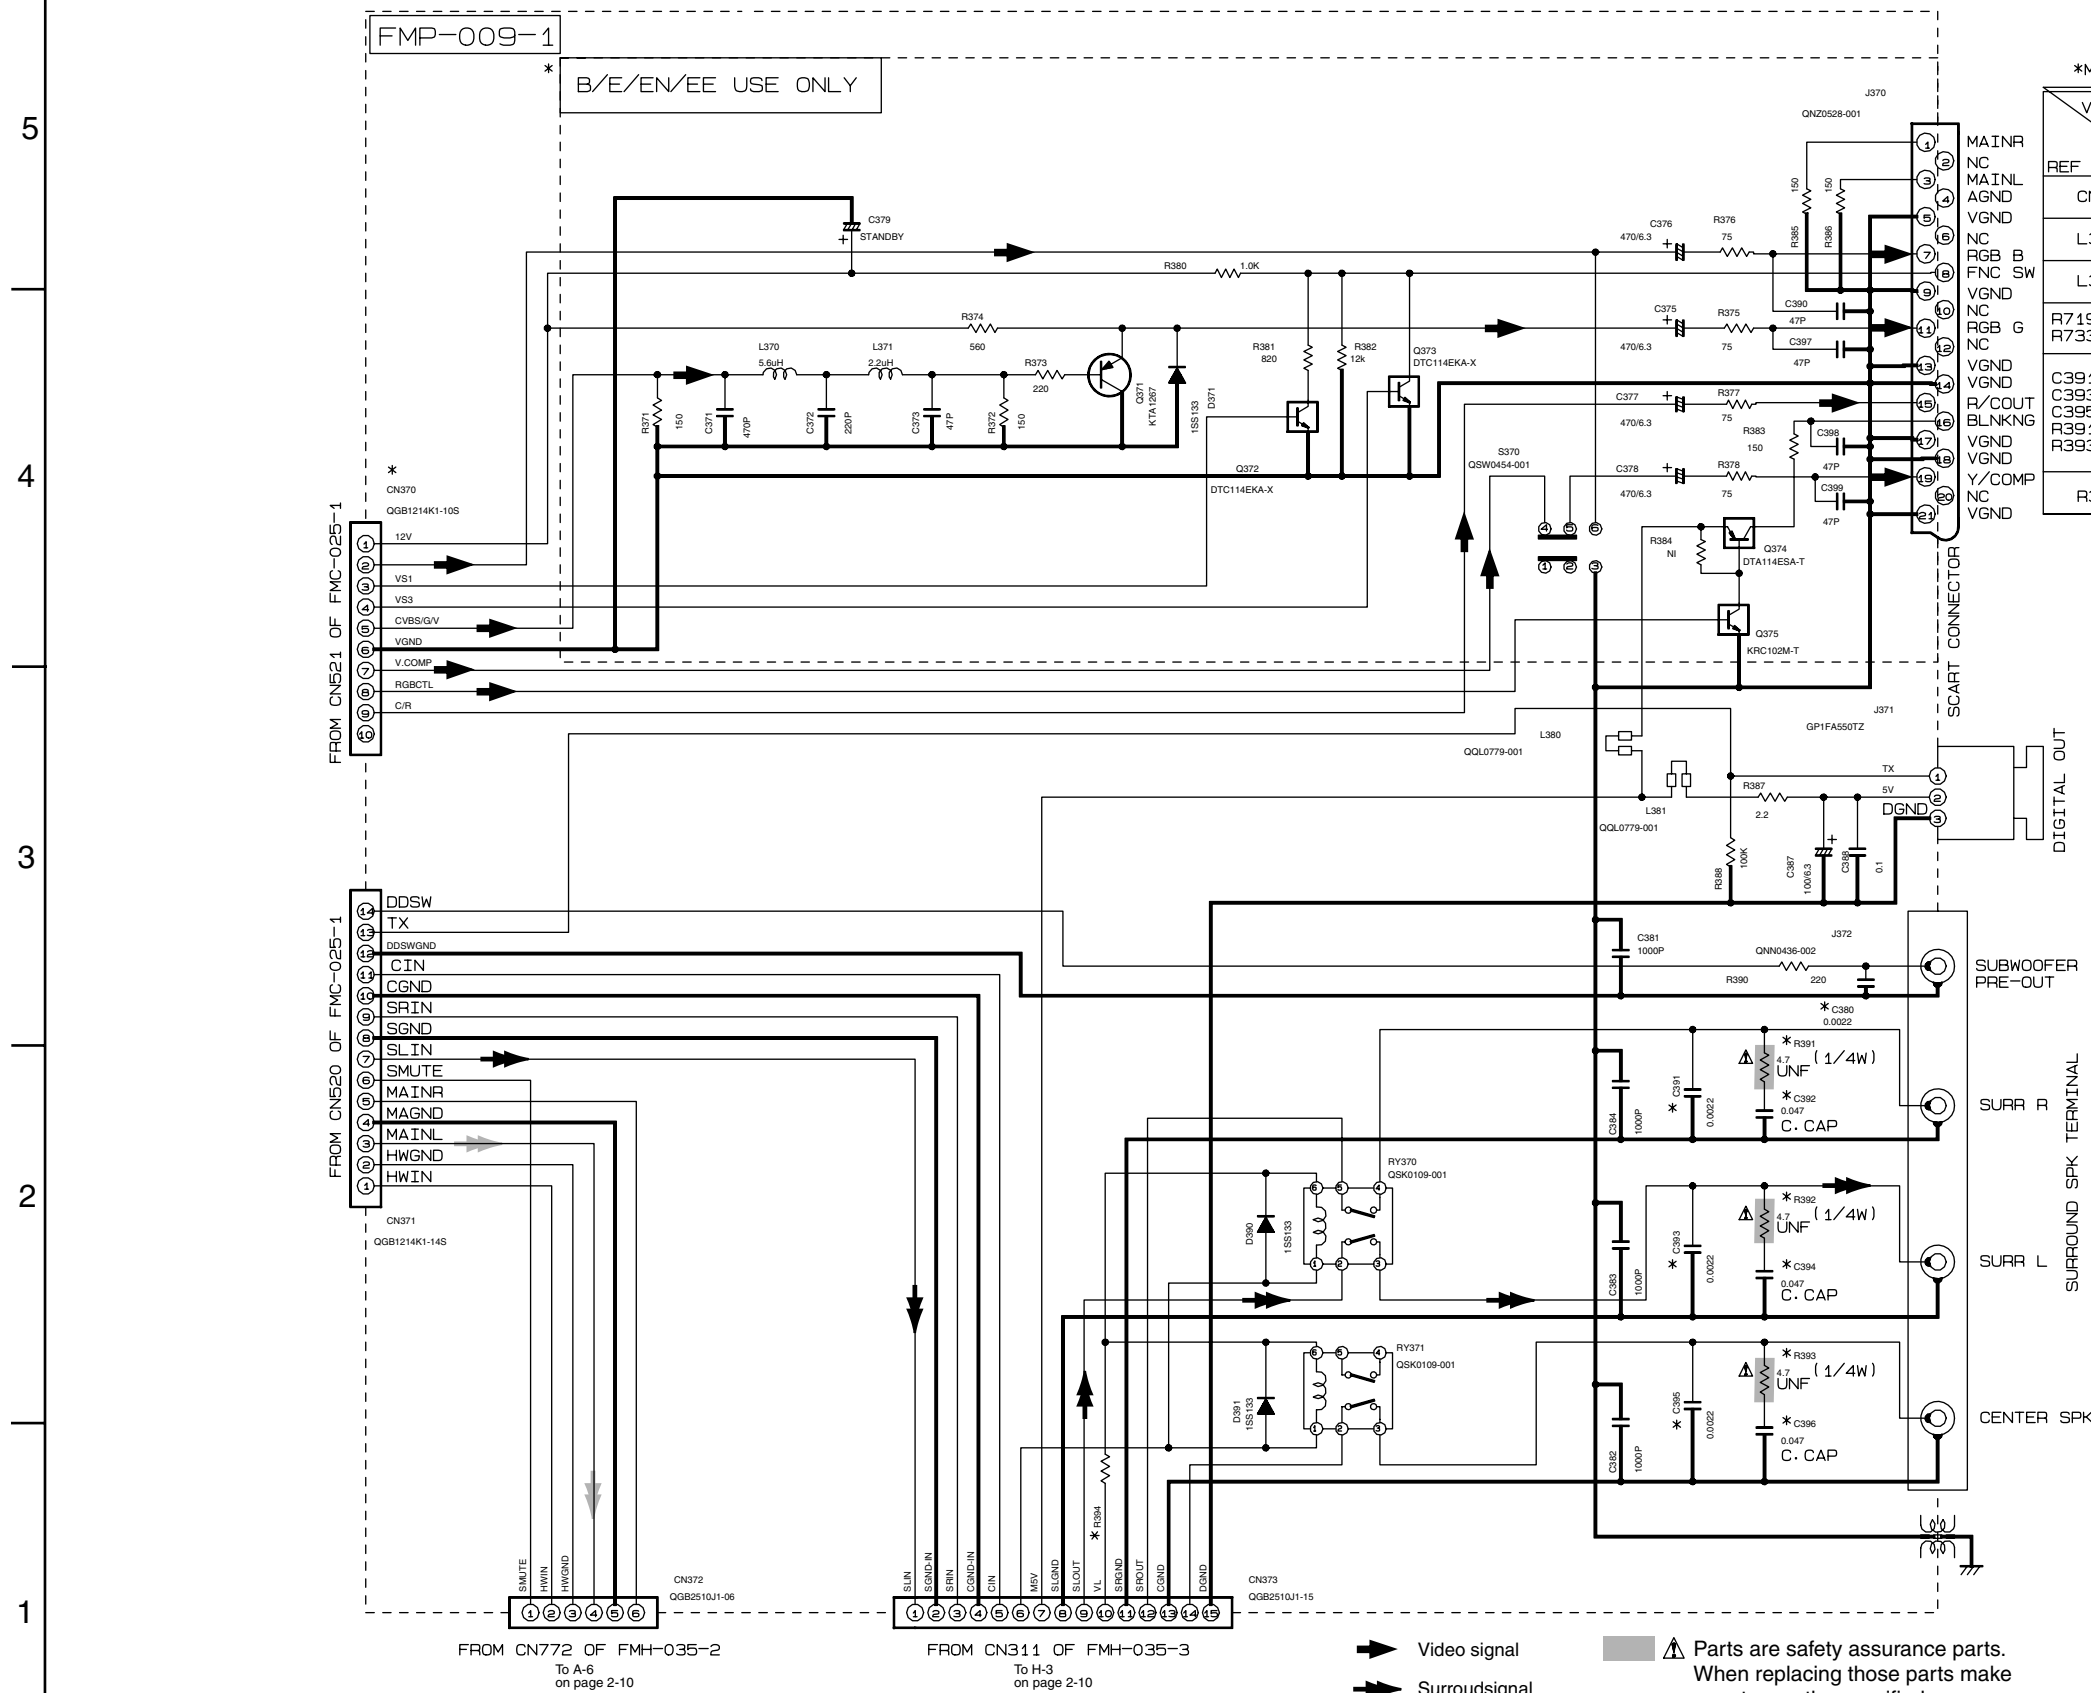 FMP-009-1
*
B/E/EN/EE USE ONLY
5
4
3
2
1
J370
QNZ0528-001
MAINR
NC
MAINL
AGND
VGND
NC
RGB B
FNC SW
VGND
NC
RGB G
NC
VGND
VGND
R/COUT
BLNKNG
VGND
VGND
Y/COMP
NC
VGND
SCART CONNECTOR
REF
R385
150
R386
150
C379
STANDBY
C376
470/6.3
R376
75
R380
1.0K
C390
47P
R374
560
C375
470/6.3
R375
75
C397
47P
L370
5.6uH
L371
2.2uH
R373
220
R381
820
R382
12k
Q373
DTC114EKA-X
Q371
KTA1267
1SS133
D371
R371
150
C371
470P
C372
220P
C373
47P
R372
150
C377
470/6.3
R377
75
R383
150
C398
47P
Q372
DTC114EKA-X
S370
QSW0454-001
C378
470/6.3
R378
75
C399
47P
R384
NI
Q374
DTA114ESA-T
Q375
KRC102M-T
*
CN370
QGB1214K1-10S
FROM CN521 OF FMC-025-1
12V
VS1
VS3
CVBS/G/V
VGND
V.COMP
RGBCTL
C/R
J371
GP1FA550TZ
L380
QQL0779-001
TX
5V
DGND
DIGITAL OUT
R387
2.2
L381
QQL0779-001
R388
100K
C387
100/6.3
C388
0.1
FROM CN520 OF FMC-025-1
DDSW
TX
DDSWGND
CIN
CGND
SRIN
SGND
SLIN
SMUTE
MAINR
MAGND
MAINL
HWGND
HWIN
CN371
QGB1214K1-14S
C381
1000P
J372
QNN0436-002
R390
220
*C380
0.0022
SUBWOOFER
PRE-OUT
C384
1000P
*C391
0.0022
*R391
4.7 (1/4W)
UNF
*C392
0.047
C.CAP
SURR R
RY370
QSK0109-001
D390
1SS133
C383
1000P
*C393
0.0022
*R392
4.7 (1/4W)
UNF
*C394
0.047
C.CAP
SURR L
SURROUND SPK TERMINAL
RY371
QSK0109-001
D391
1SS133
C382
1000P
*C395
0.0022
*R393
4.7 (1/4W)
UNF
*C396
0.047
C.CAP
CENTER SPK
*R394
SMUTE
HWIN
HWGND
CN372
QGB2510J1-06
SLIN
SGND-IN
SRIN
CGND-IN
CIN
M5V
SLGND
SLOUT
VL
SRGND
SROUT
CGND
DGND
CN373
QGB2510J1-15
FROM CN772 OF FMH-035-2
To A-6
on page 2-10
FROM CN311 OF FMH-035-3
To H-3
on page 2-10
Video signal
Surroudsignal
Parts are safety assurance parts.
When replacing those parts make